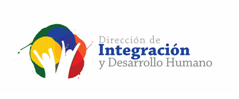 Dirección de
Integración
y Desarrollo Humano